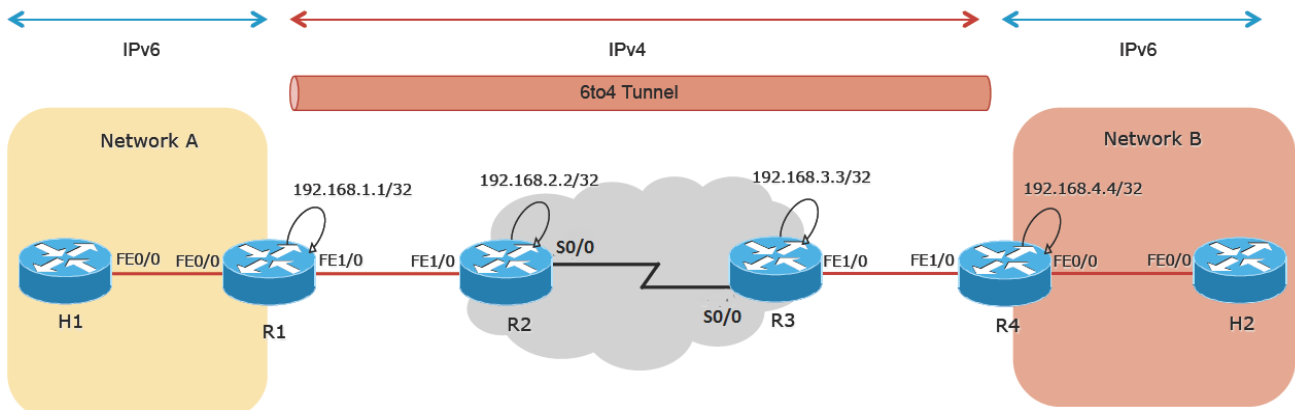 IPv6
IPv4
IPv6
6to4 Tunnel
Network A
Network B
192.168.1.1/32
192.168.2.2/32
192.168.3.3/32
192.168.4.4/32
FE0/0
FE0/0
FE1/0
FE1/0
S0/0
S0/0
FE1/0
FE1/0
FE0/0
FE0/0
H1
R1
R2
R3
R4
H2